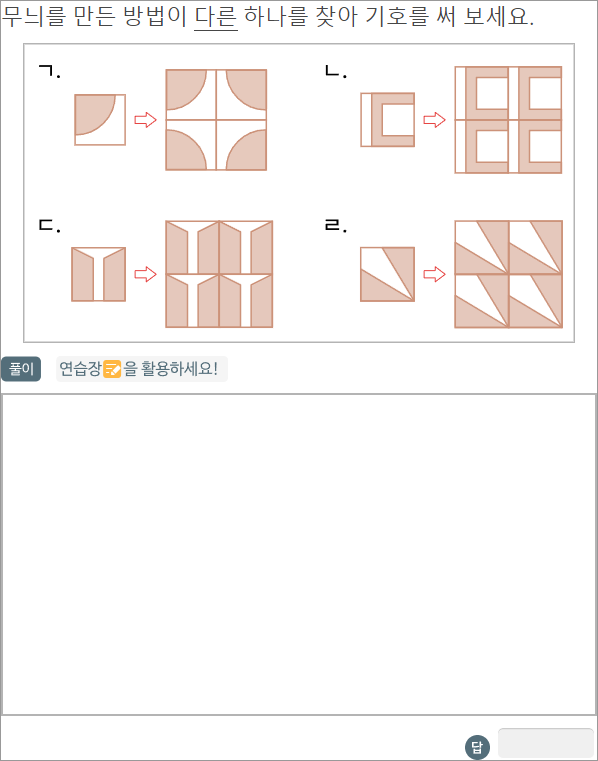 무늬를 만든 방법이 다른 하나를 찾아 기호를 써 보세요.
ㄱ.
ㄴ.
ㄷ.
ㄹ.
풀이 연습장을 활용하세요!
답